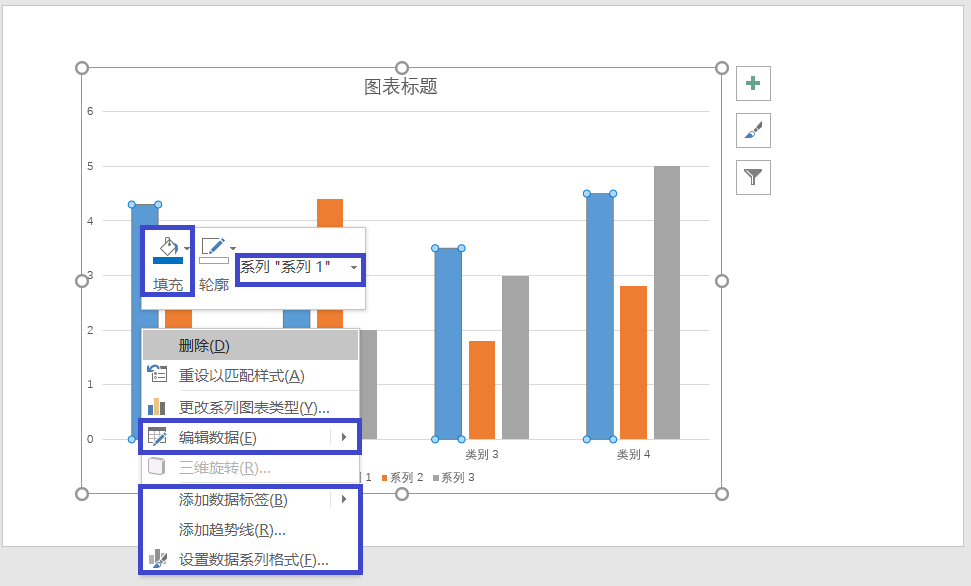 图表标题
6
5
4
3
2
1
0
填充
轮廓
系列 "系列 1"
删除(D)
重设以匹配样式(A)
更改系列图表类型(Y)...
编辑数据(E)
三维旋转(R)...
添加数据标签(B)
添加趋势线(R)...
设置数据系列格式(F)...
类别 3
类别 4
1
系列 2
系列 3